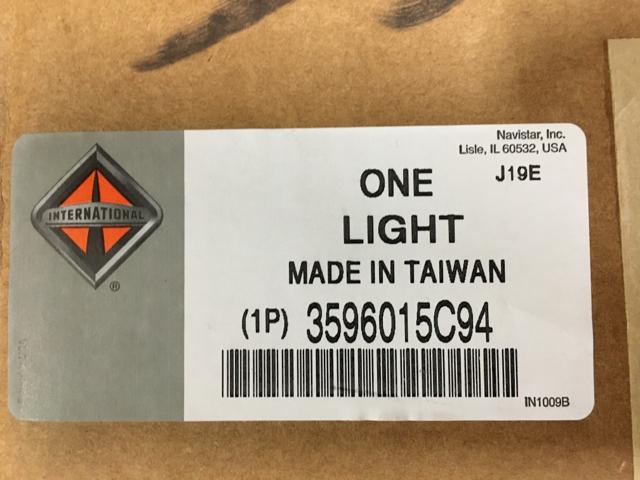 Navistar, Inc.
Lisle, IL 60532, USA
J19E
INTERNATIONAL
®
ONE
LIGHT
MADE IN TAIWAN
(1P) 3596015C94
IN1009B